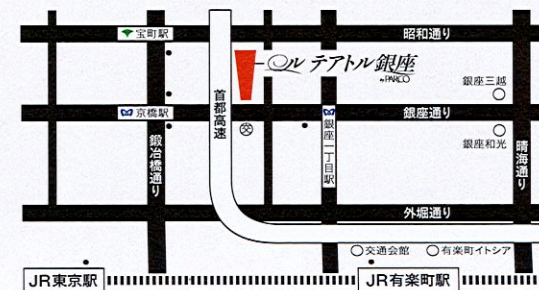 宝町駅
昭和通り
ル テアトル銀座
by PARCO
銀座三越
京橋駅
首都高速
銀座通り
交
銀座一丁目駅
銀座和光
鍛冶橋通り
晴海通り
外堀通り
交通会館
有楽町イトシア
JR東京駅
JR有楽町駅